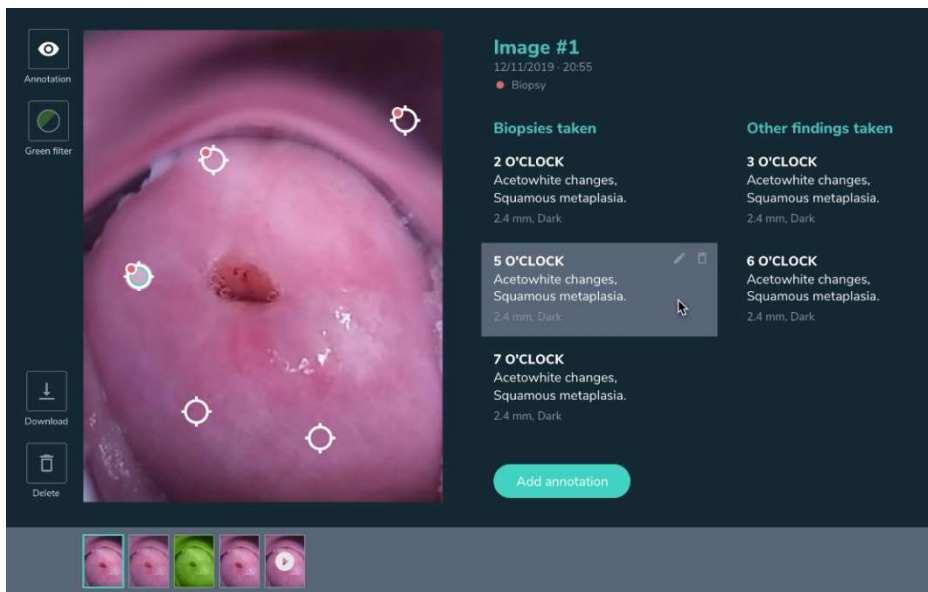 Annotation
Green filter
Download
Delete
Image #1
12/11/2019 · 20:55
Biopsy
Biopsies taken
2 O'CLOCK
Acetowhite changes,
Squamous metaplasia.
2.4 mm, Dark
5 O'CLOCK
Acetowhite changes,
Squamous metaplasia.
2.4 mm, Dark
7 O'CLOCK
Acetowhite changes,
Squamous metaplasia.
2.4 mm, Dark
Other findings taken
3 O'CLOCK
Acetowhite changes,
Squamous metaplasia.
2.4 mm, Dark
6 O'CLOCK
Acetowhite changes,
Squamous metaplasia.
2.4 mm, Dark
Add annotation